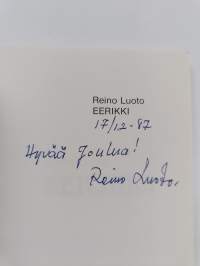 Reino Luoto
EERIKKI
17/12-87
Hyvää Joulua!
Reino Luoto.